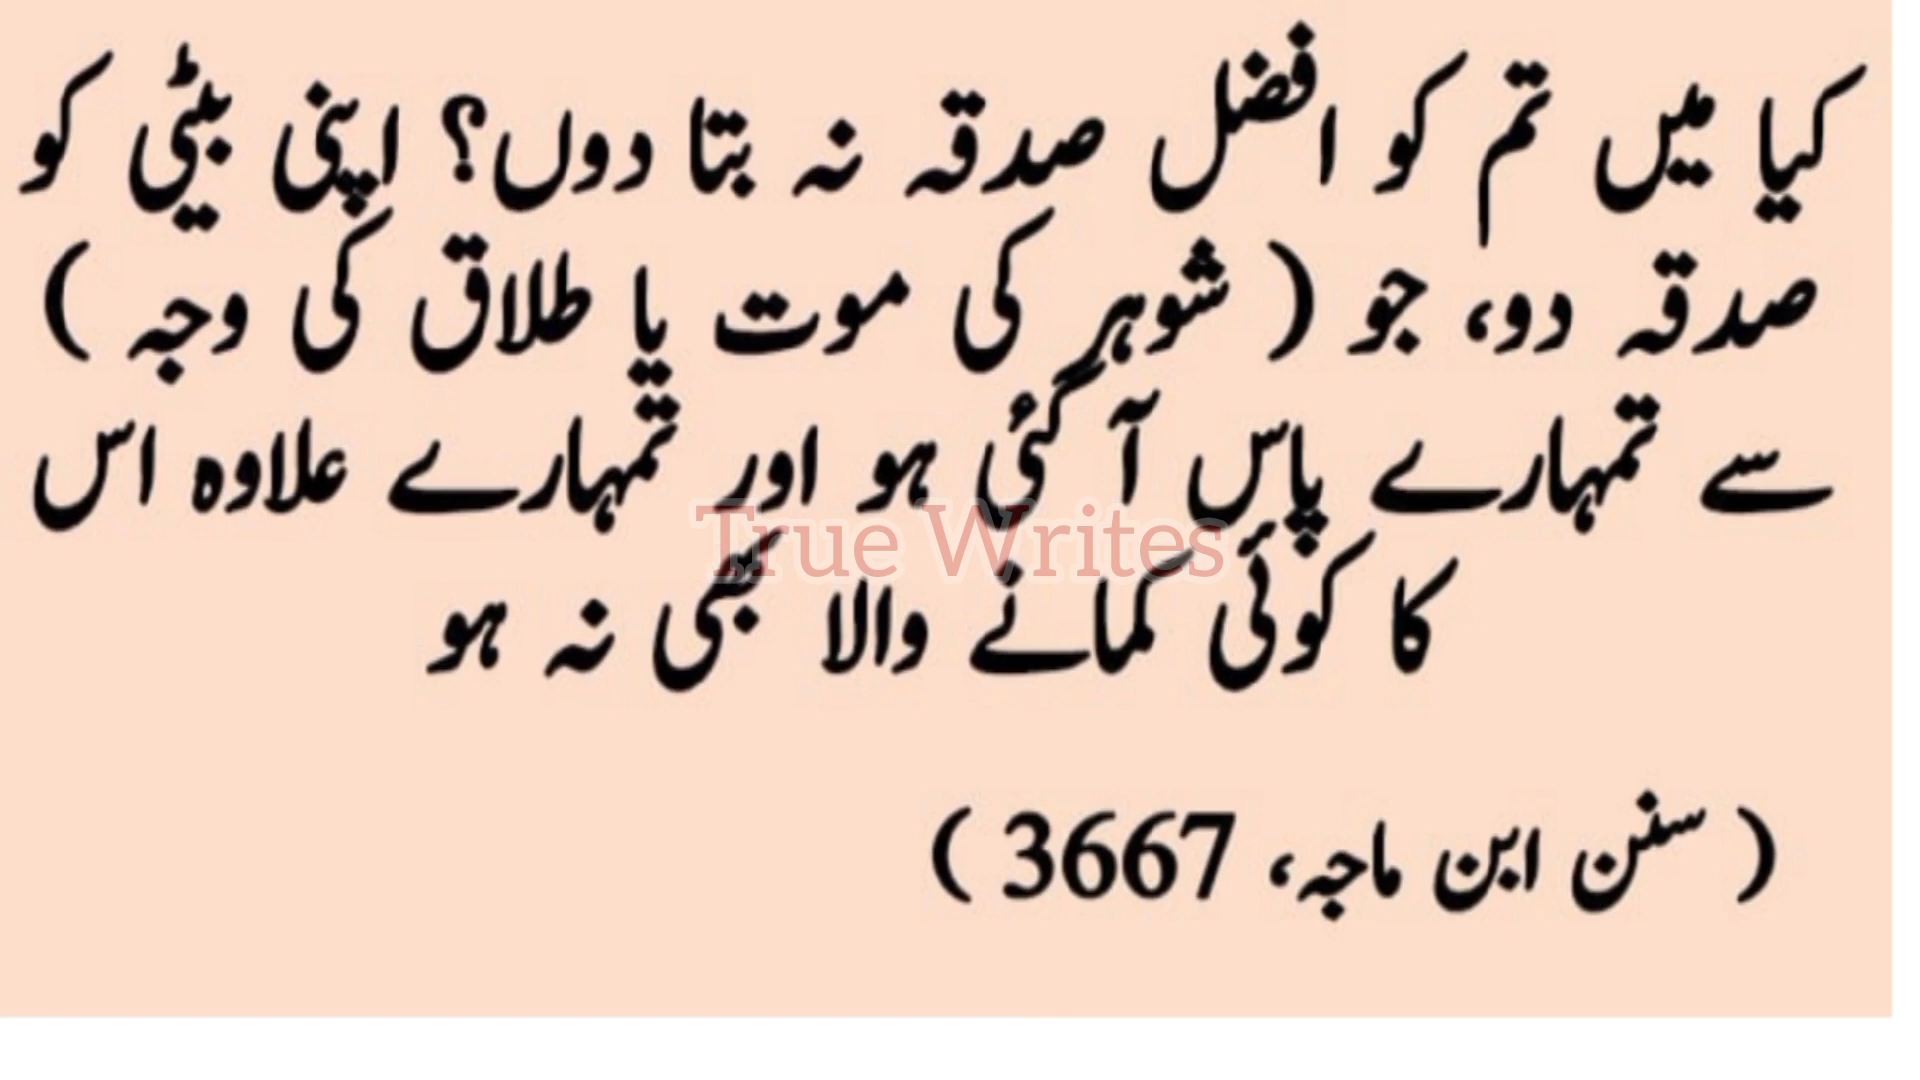 کیا میں تم کو افضل صدقہ نہ بتا دوں؟ اپنی بیٹی کو
صدقہ دو، جو ( شوہر کی موت یا طلاق کی وجہ )
سے تمہارے پاس آ گئی ہو اور تمہارے علاوہ اس
True Writes
کا کوئی کمانے والا بھی نہ ہو
( سنن ابن ماجہ، 3667 )